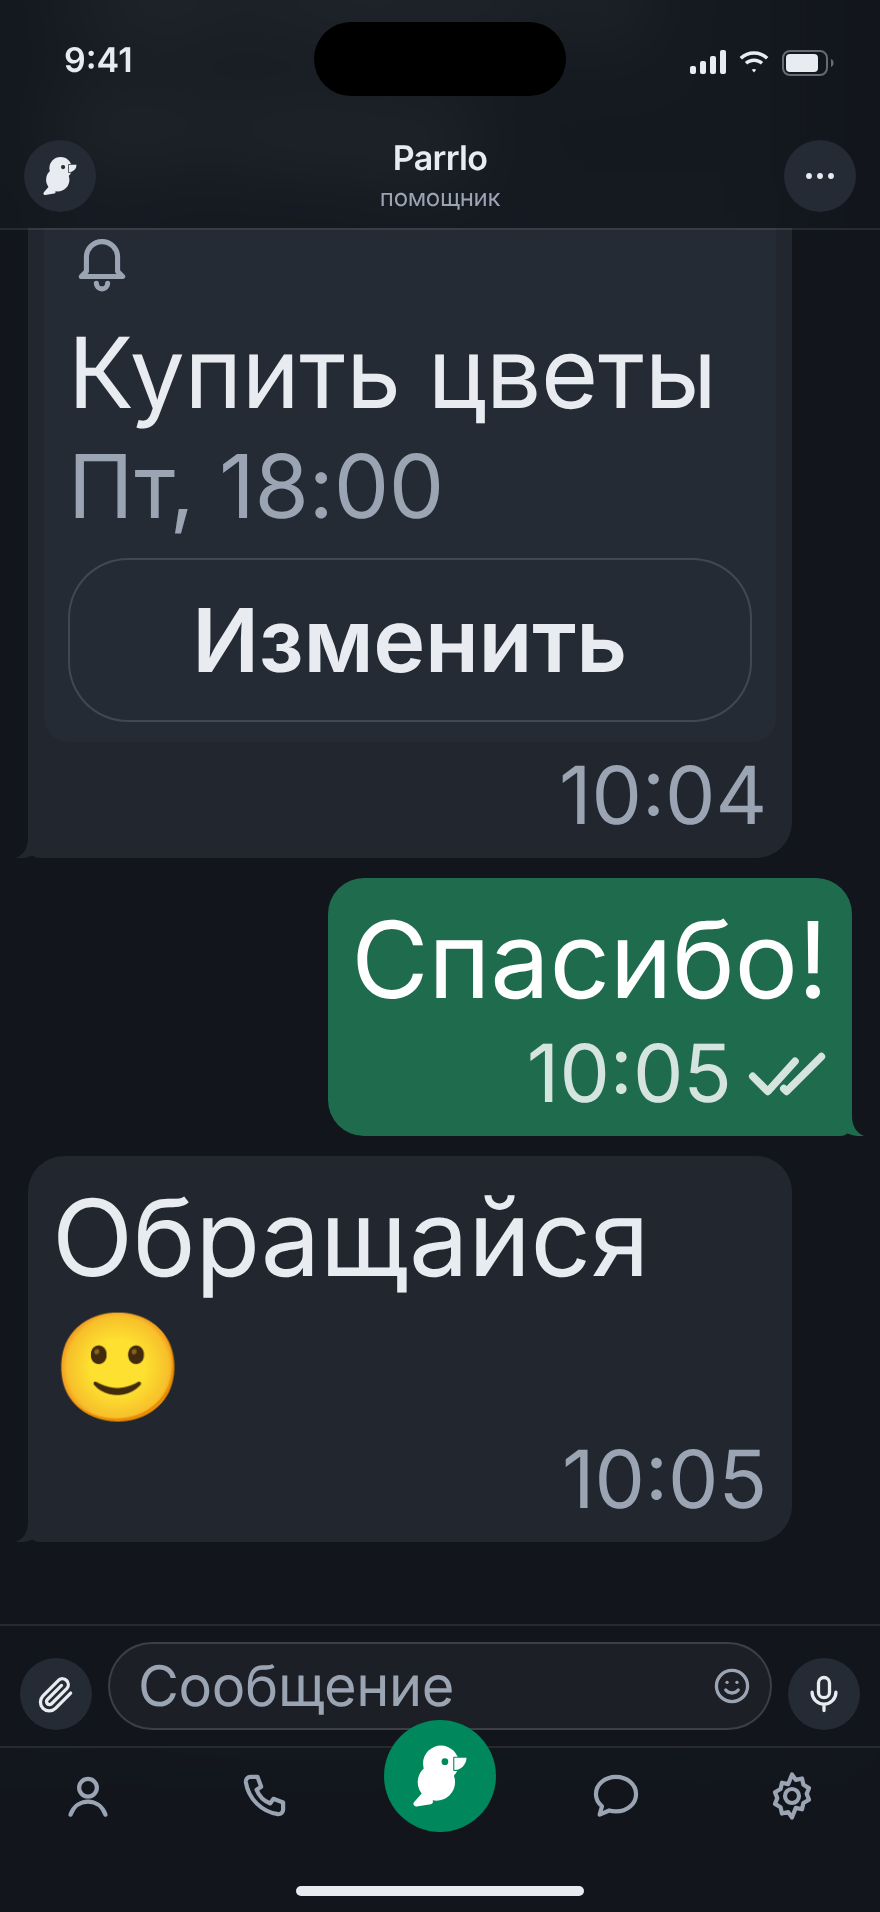 9:41
Parrlo
помощник
Купить цветы
Пт, 18:00
Изменить
10:04
Спасибо!
10:05
Обращайся
🙂
10:05
Сообщение